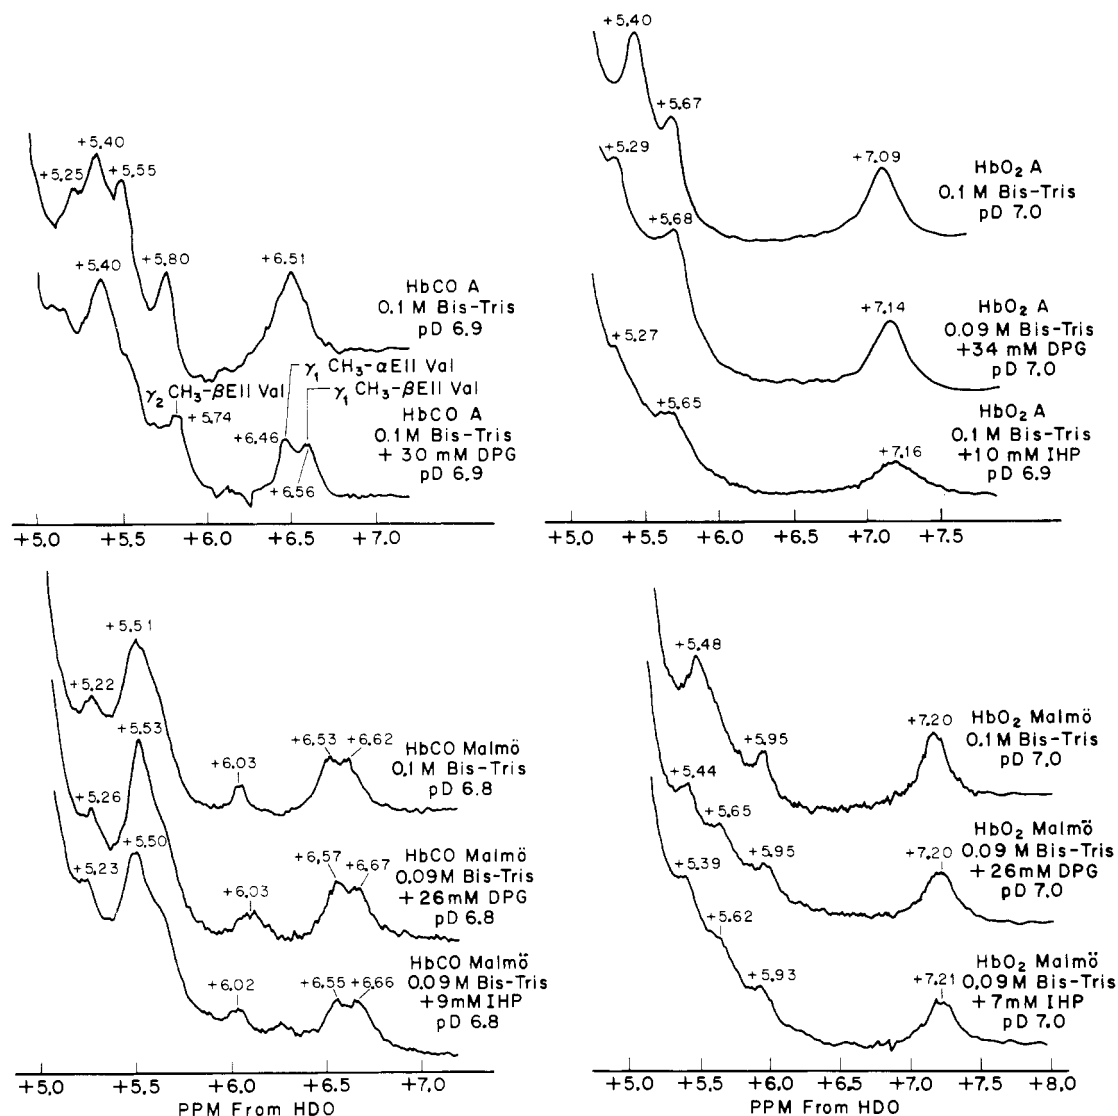 +5.40
+5.25
+5.55
+5.80
+6.51
HbCO A
0.1 M Bis-Tris
pD 6.9
+5.40
γ₁ CH₃-αEII Val
γ₂ CH₃-βEII Val
γ₁ CH₃-βEII Val
+5.74
+6.46
+6.56
HbCO A
0.1 M Bis-Tris
+ 30 mM DPG
pD 6.9
+5.0 +5.5 +6.0 +6.5 +7.0
+5.40
+5.67
+7.09
HbO₂ A
0.1 M Bis-Tris
pD 7.0
+5.29
+5.68
+7.14
HbO₂ A
0.09 M Bis-Tris
+34 mM DPG
pD 7.0
+5.27
+5.65
+7.16
HbO₂ A
0.1 M Bis-Tris
+10 mM IHP
pD 6.9
+5.0 +5.5 +6.0 +6.5 +7.0 +7.5
+5.51
+5.22
+6.03
+6.53 +6.62
HbCO Malmö
0.1 M Bis-Tris
pD 6.8
+5.53
+5.26
+6.03
+6.57 +6.67
HbCO Malmö
0.09 M Bis-Tris
+26mM DPG
pD 6.8
+5.50
+5.23
+6.02
+6.55 +6.66
HbCO Malmö
0.09 M Bis-Tris
+9mM IHP
pD 6.8
+5.0 +5.5 +6.0 +6.5 +7.0
PPM From HDO
+5.48
+5.95
+7.20
HbO₂ Malmö
0.1 M Bis-Tris
pD 7.0
+5.44
+5.65
+5.95
+7.20
HbO₂ Malmö
0.09 M Bis-Tris
+26mM DPG
pD 7.0
+5.39
+5.62
+5.93
+7.21
HbO₂ Malmö
0.09 M Bis-Tris
+7mM IHP
pD 7.0
+5.0 +5.5 +6.0 +6.5 +7.0 +7.5 +8.0
PPM From HDO